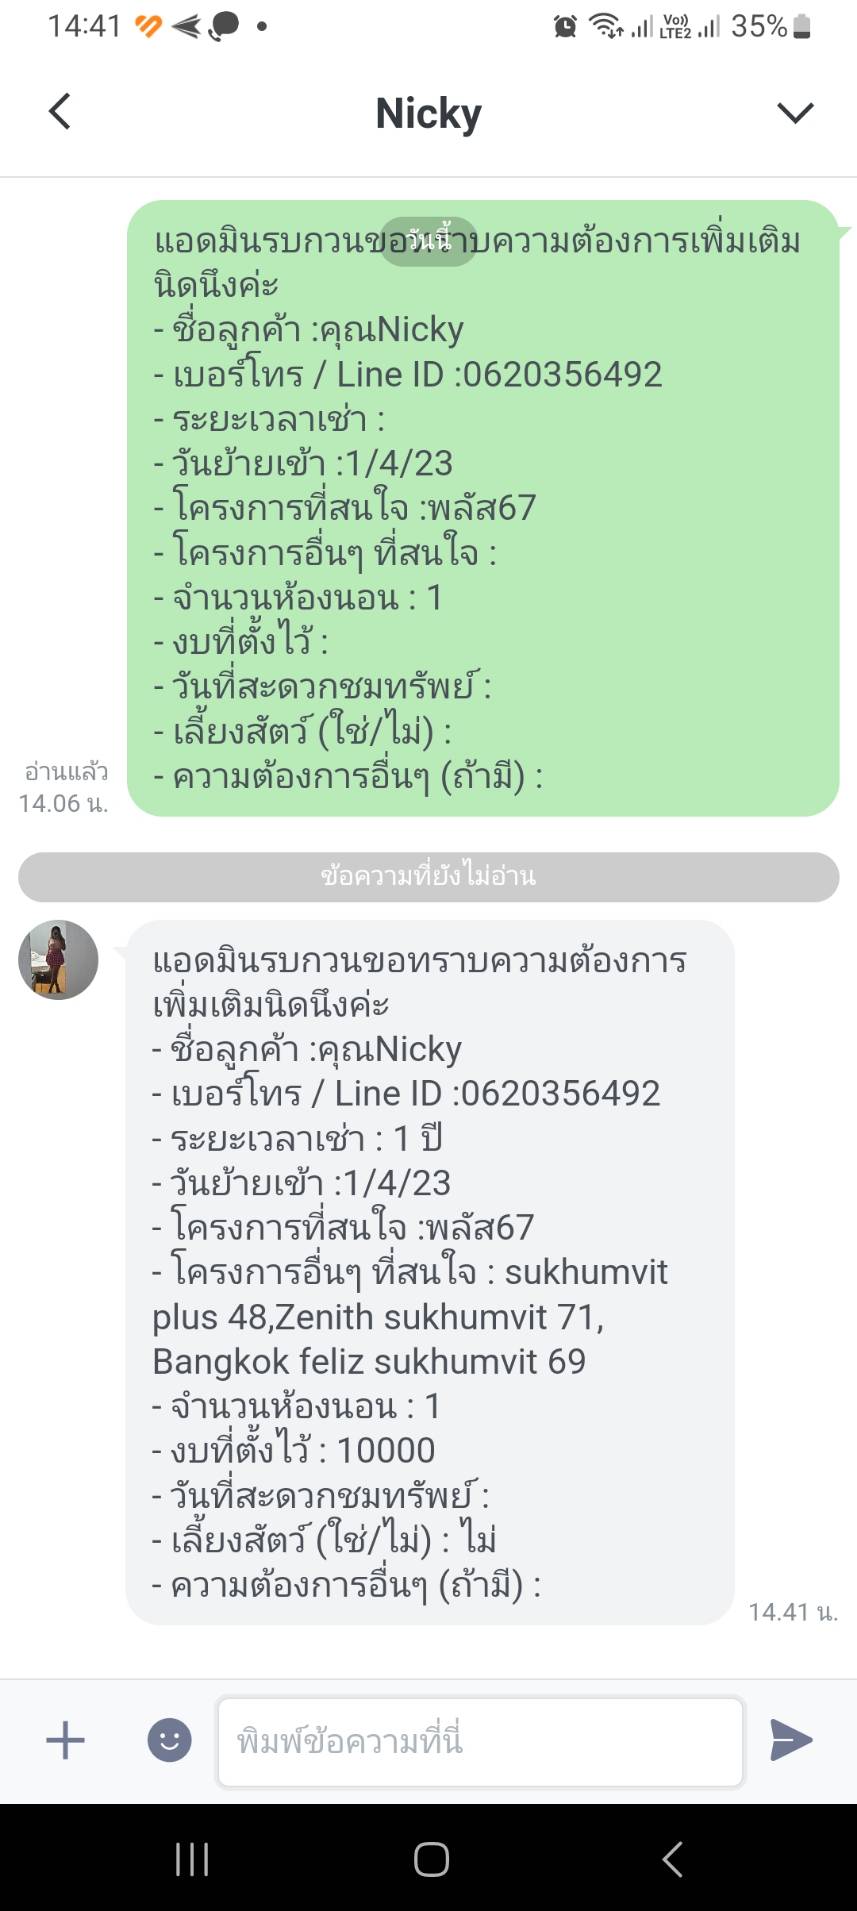 14:41
Vo))
LTE2
35%
Nicky
วันนี้
แอดมินรบกวนขอทราบความต้องการเพิ่มเติม
นิดนึงค่ะ
- ชื่อลูกค้า :คุณNicky
- เบอร์โทร / Line ID :0620356492
- ระยะเวลาเช่า :
- วันย้ายเข้า :1/4/23
- โครงการที่สนใจ :พลัส67
- โครงการอื่นๆ ที่สนใจ :
- จำนวนห้องนอน : 1
- งบที่ตั้งไว้ :
- วันที่สะดวกชมทรัพย์ :
- เลี้ยงสัตว์ (ใช่/ไม่) :
- ความต้องการอื่นๆ (ถ้ามี) :
อ่านแล้ว
14.06 น.
ข้อความที่ยังไม่อ่าน
แอดมินรบกวนขอทราบความต้องการ
เพิ่มเติมนิดนึงค่ะ
- ชื่อลูกค้า :คุณNicky
- เบอร์โทร / Line ID :0620356492
- ระยะเวลาเช่า : 1 ปี
- วันย้ายเข้า :1/4/23
- โครงการที่สนใจ :พลัส67
- โครงการอื่นๆ ที่สนใจ : sukhumvit
plus 48,Zenith sukhumvit 71,
Bangkok feliz sukhumvit 69
- จำนวนห้องนอน : 1
- งบที่ตั้งไว้ : 10000
- วันที่สะดวกชมทรัพย์ :
- เลี้ยงสัตว์ (ใช่/ไม่) : ไม่
- ความต้องการอื่นๆ (ถ้ามี) :
14.41 น.
พิมพ์ข้อความที่นี่